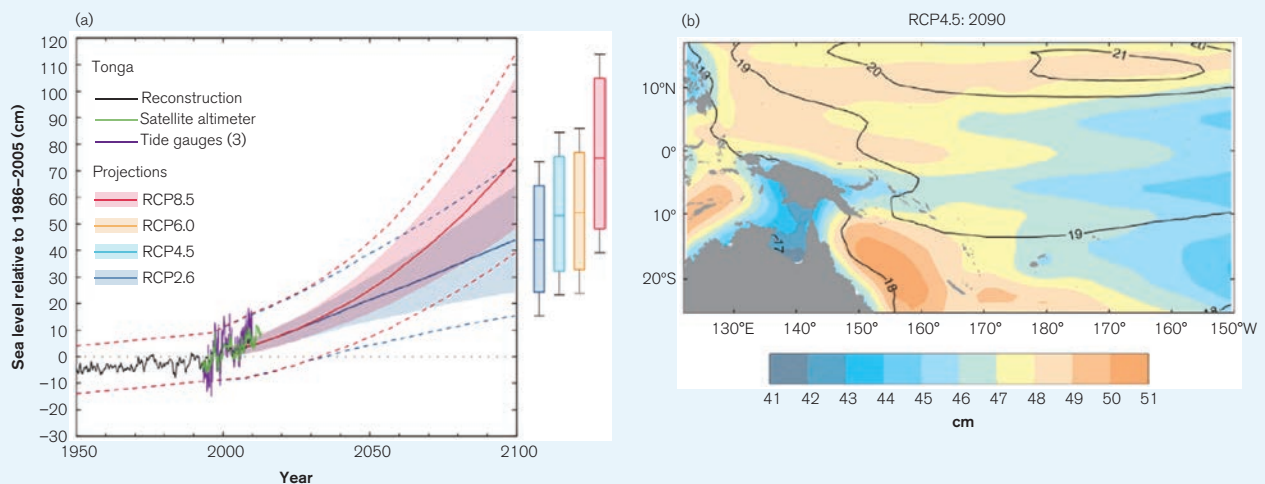 (a)
120
110
100
90
80
70
60
50
40
30
20
10
0
−10
−20
−30
Sea level relative to 1986–2005 (cm)
Tonga
Reconstruction
Satellite altimeter
Tide gauges (3)
Projections
RCP8.5
RCP6.0
RCP4.5
RCP2.6
1950 2000 2050 2100
Year
(b)
RCP4.5: 2090
10°N
0°
10°
20°S
19
19
20
21
19
17
18
130°E 140° 150° 160° 170° 170° 160° 150°W
41 42 43 44 45 46 47 48 49 50 51
cm